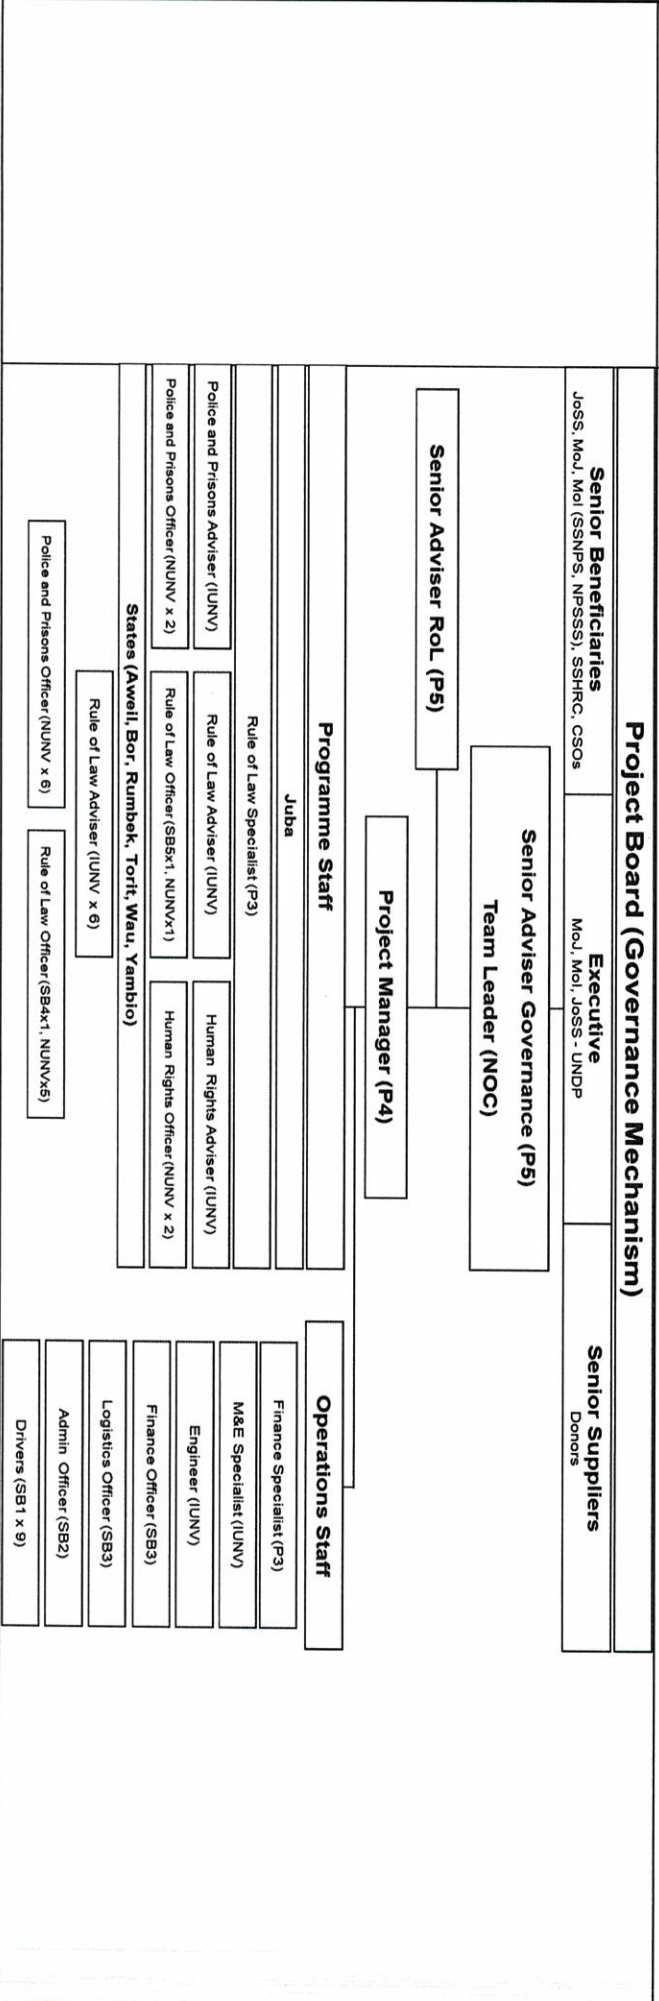 Project Board (Governance Mechanism)
Senior Beneficiaries
JoSS, MoJ, MoI (SSNPS, NPSSS), SSHRC, CSOs
Executive
MoJ, MoI, JoSS - UNDP
Senior Suppliers
Donors
Senior Adviser Governance (P5)
Team Leader (NOC)
Senior Adviser RoL (P5)
Project Manager (P4)
Programme Staff
Juba
Rule of Law Specialist (P3)
Police and Prisons Adviser (IUNV)
Rule of Law Adviser (IUNV)
Human Rights Adviser (IUNV)
Police and Prisons Officer (NUNV x 2)
Rule of Law Officer (SB5x1, NUNVx1)
Human Rights Officer (NUNV x 2)
States (Aweil, Bor, Rumbek, Torit, Wau, Yambio)
Rule of Law Adviser (IUNV x 6)
Police and Prisons Officer (NUNV x 6)
Rule of Law Officer (SB4x1, NUNVx5)
Operations Staff
Finance Specialist (P3)
M&E Specialist (IUNV)
Engineer (IUNV)
Finance Officer (SB3)
Logistics Officer (SB3)
Admin Officer (SB2)
Drivers (SB1 x 9)